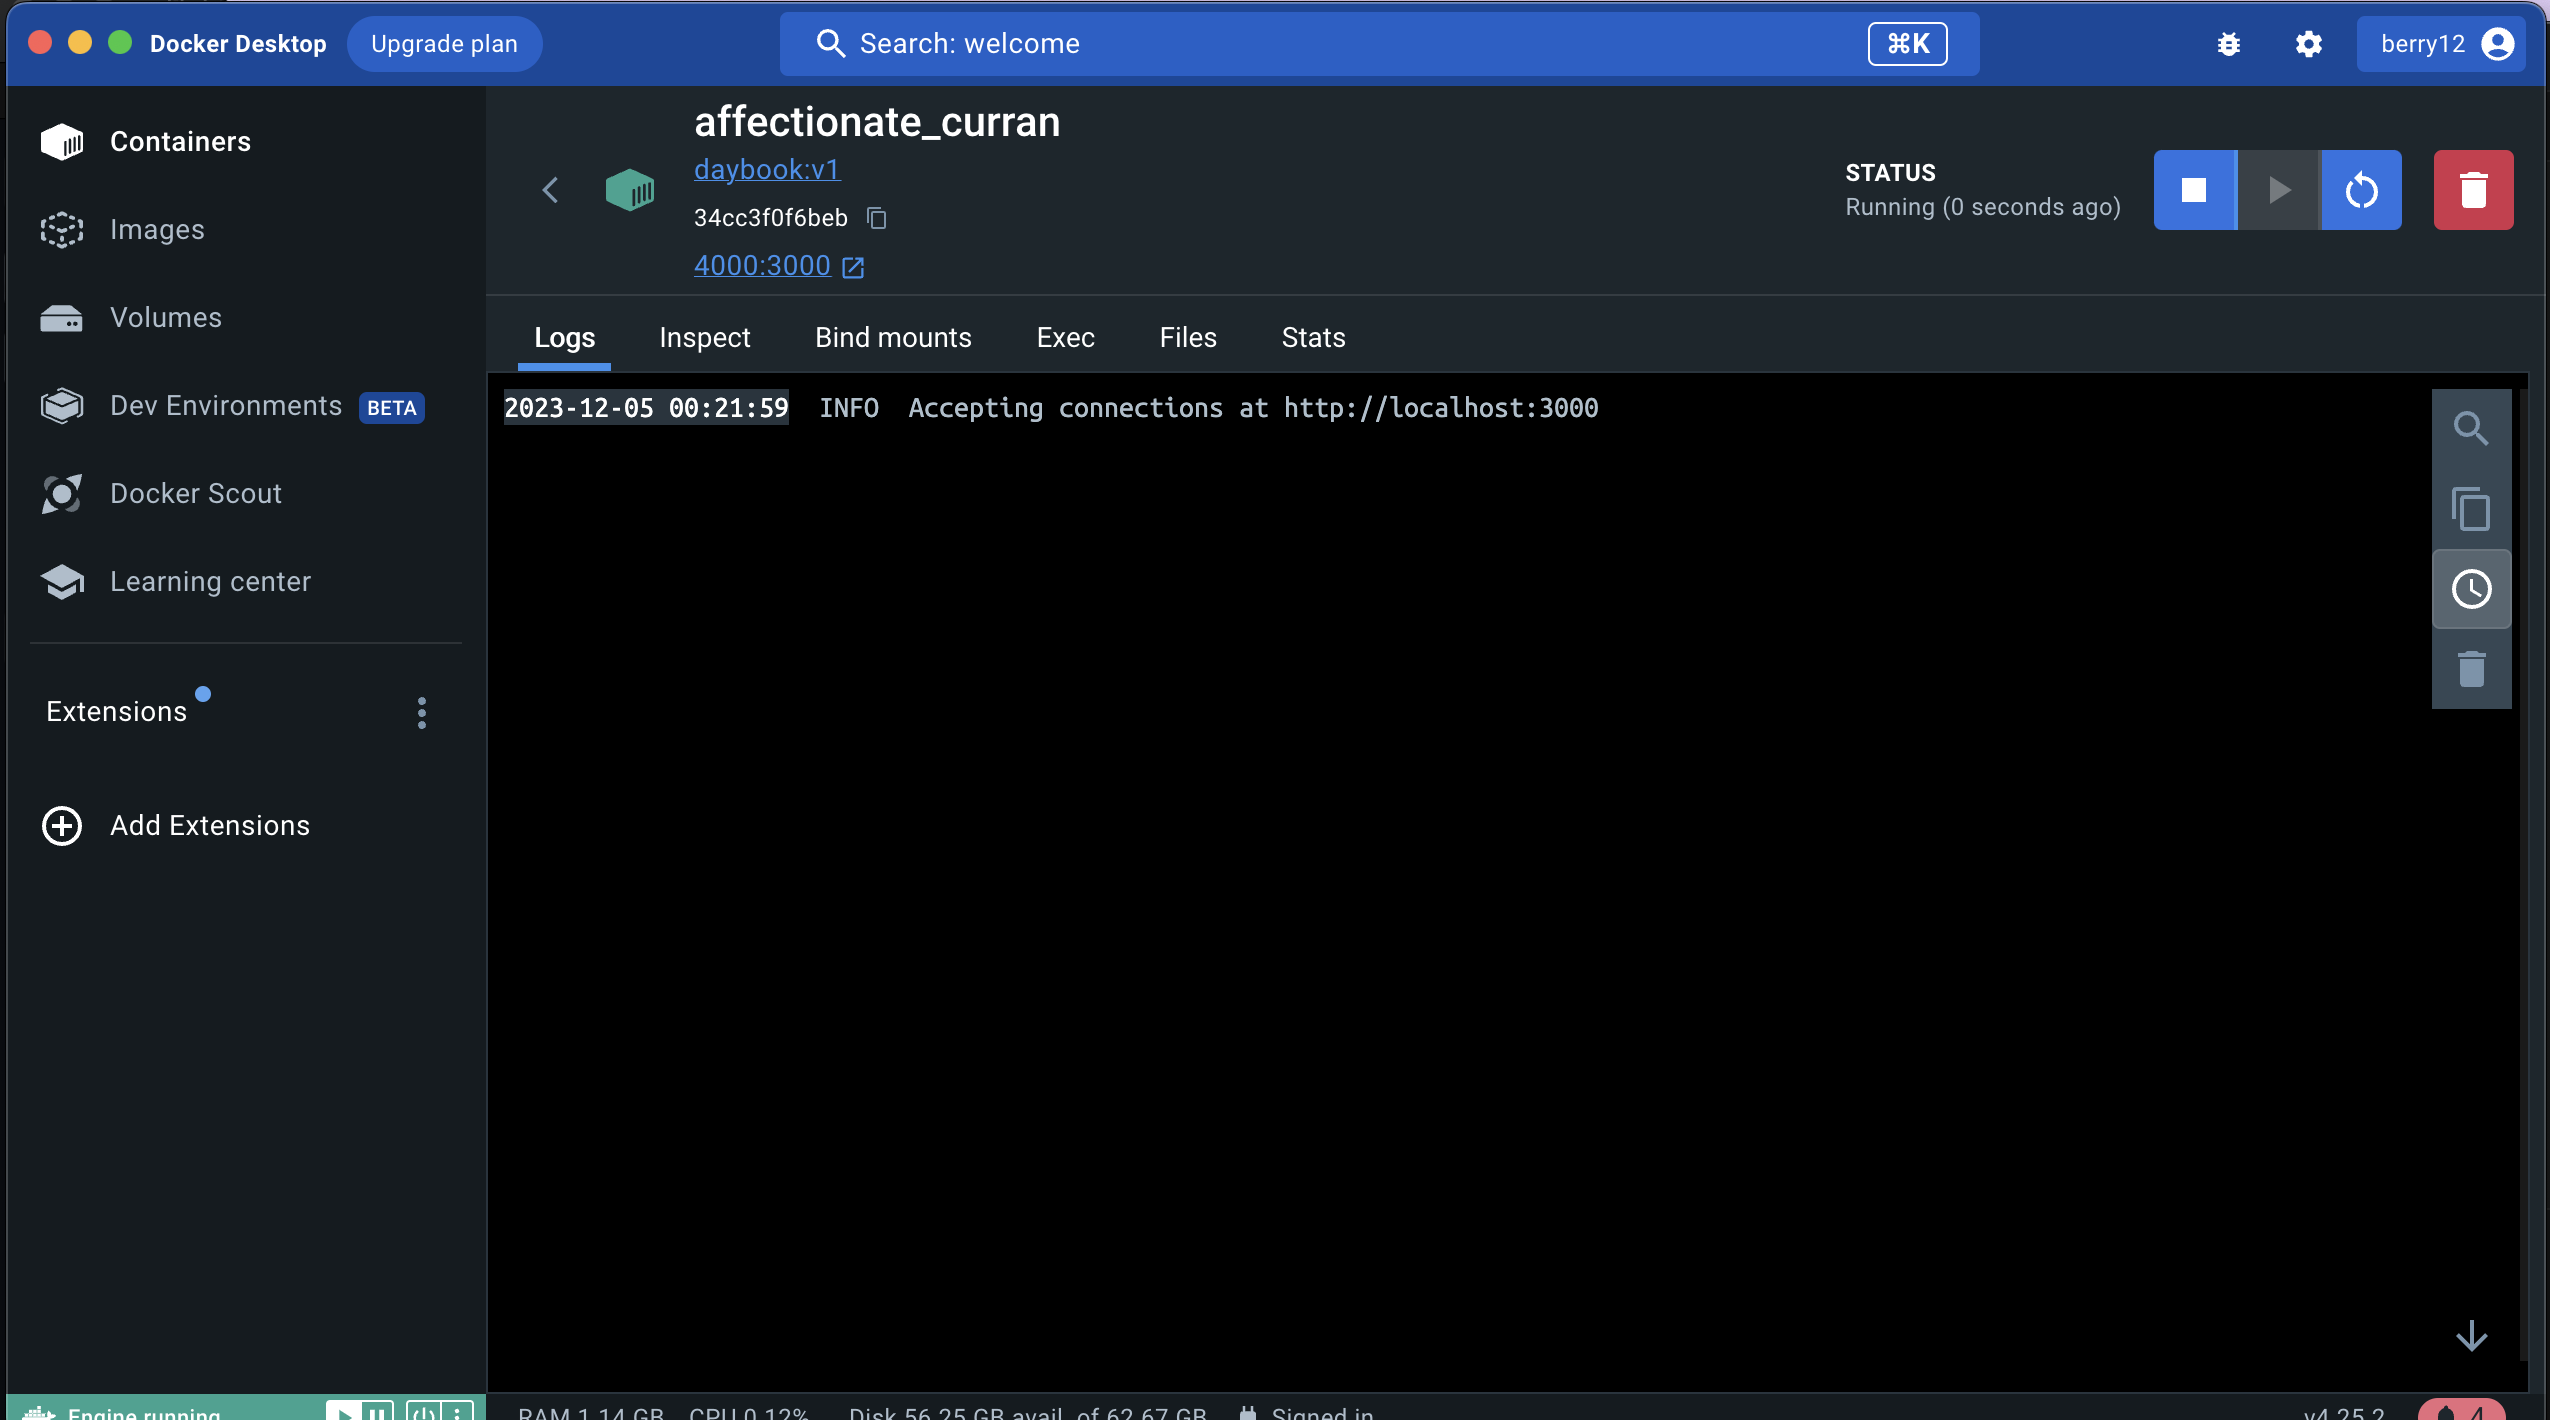 Docker Desktop
Upgrade plan
Search: welcome
⌘K
berry12
Containers
Images
Volumes
Dev Environments BETA
Docker Scout
Learning center
Extensions
Add Extensions
affectionate_curran
daybook:v1
34cc3f0f6beb
4000:3000
STATUS
Running (0 seconds ago)
Logs Inspect Bind mounts Exec Files Stats
2023-12-05 00:21:59 INFO Accepting connections at http://localhost:3000
Engine running
RAM 1.14 GB CPU 0.12% Disk 56.25 GB avail. of 62.67 GB Signed in
v4.25.2
4